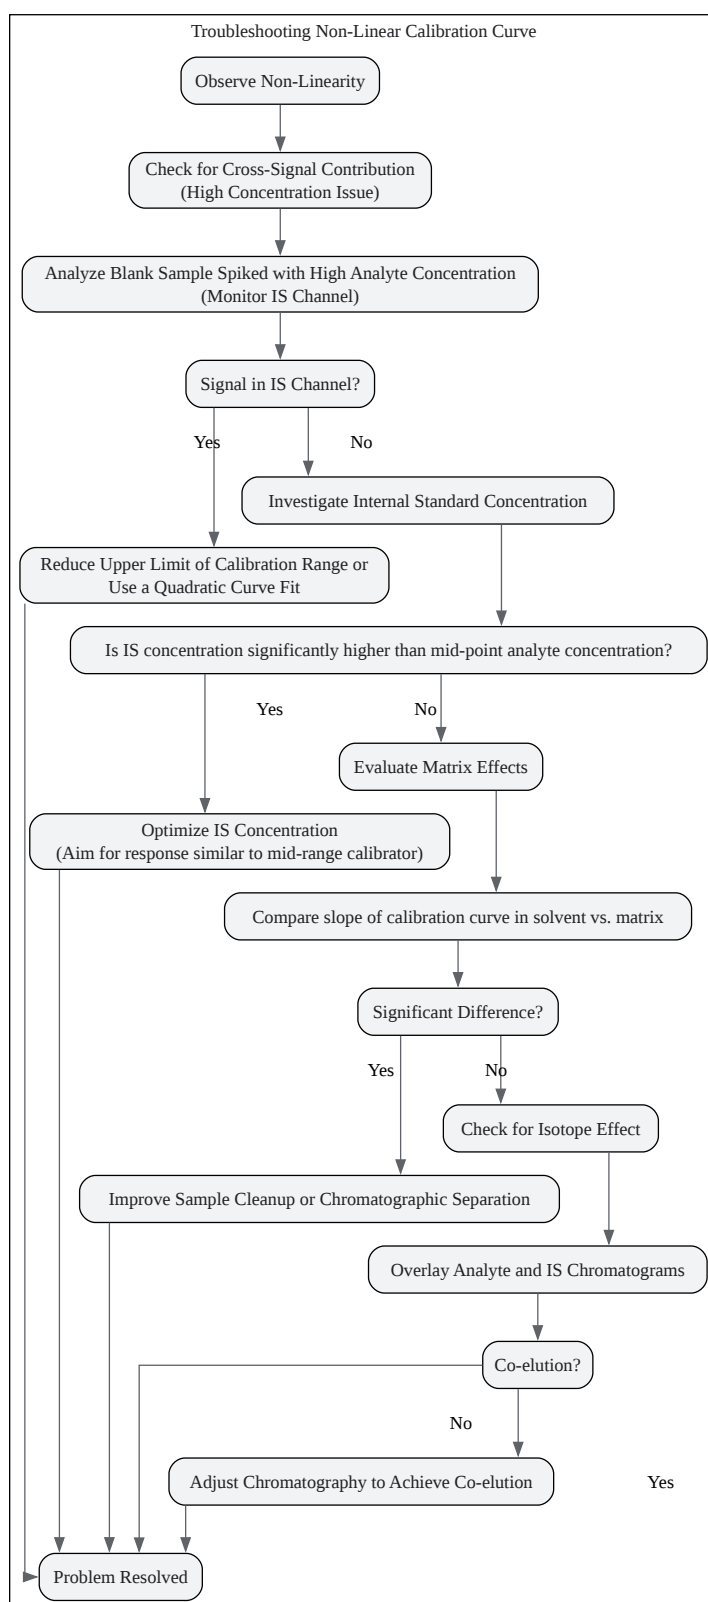 Troubleshooting Non-Linear Calibration Curve
Observe Non-Linearity
Check for Cross-Signal Contribution
(High Concentration Issue)
Analyze Blank Sample Spiked with High Analyte Concentration
(Monitor IS Channel)
Signal in IS Channel?
Yes
No
Investigate Internal Standard Concentration
Reduce Upper Limit of Calibration Range or
Use a Quadratic Curve Fit
Is IS concentration significantly higher than mid-point analyte concentration?
Yes
No
Evaluate Matrix Effects
Optimize IS Concentration
(Aim for response similar to mid-range calibrator)
Compare slope of calibration curve in solvent vs. matrix
Significant Difference?
Yes
No
Check for Isotope Effect
Improve Sample Cleanup or Chromatographic Separation
Overlay Analyte and IS Chromatograms
Co-elution?
No
Adjust Chromatography to Achieve Co-elution
Yes
Problem Resolved